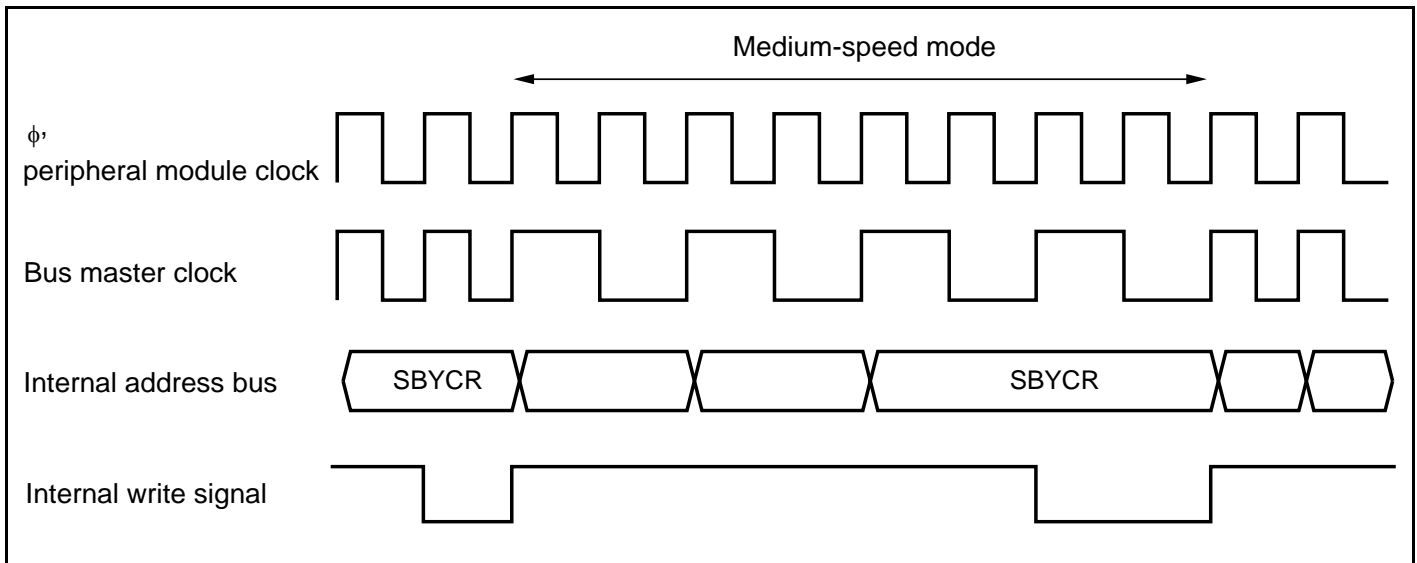 Medium-speed mode
ϕ,
peripheral module clock
Bus master clock
Internal address bus
SBYCR
SBYCR
Internal write signal